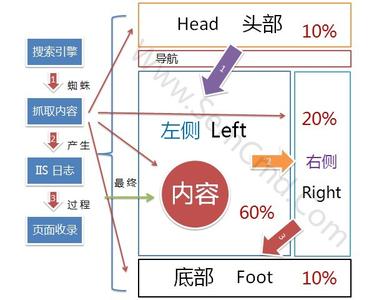 搜索引擎
1
蜘蛛
抓取内容
2
产生
IIS 日志
3
过程
页面收录
最终
Head 头部 10%
导航
1
左侧 Left
内容
60%
2
20%
右侧
Right
3
底部 Foot 10%